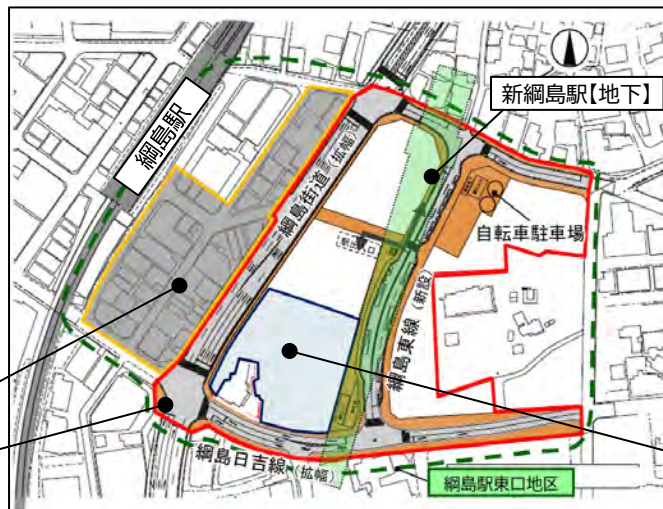 新綱島駅【地下】
綱島駅
綱島街道(拡幅)
自転車駐車場
綱島東線(新設)
綱島日吉線(拡幅)
綱島駅東口地区